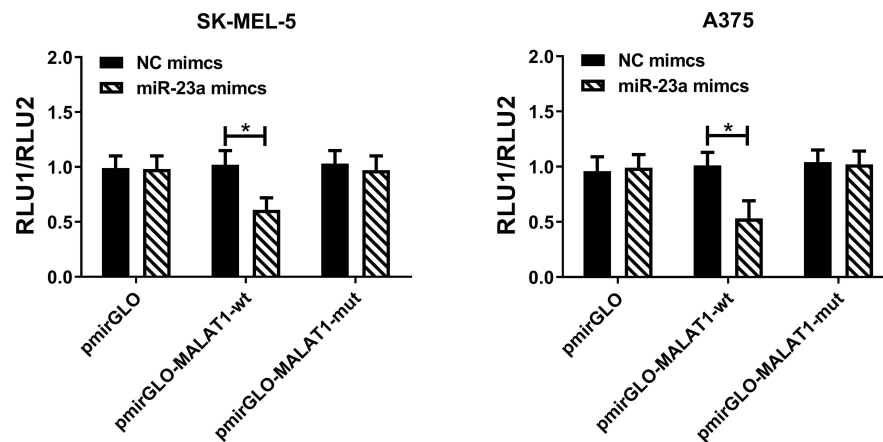 SK-MEL-5
RLU1/RLU2
2.0
1.5
1.0
0.5
0.0
NC mimcs
miR-23a mimcs
*
pmirGLO
pmirGLO-MALAT1-wt
pmirGLO-MALAT1-mut
A375
RLU1/RLU2
2.0
1.5
1.0
0.5
0.0
NC mimcs
miR-23a mimcs
*
pmirGLO
pmirGLO-MALAT1-wt
pmirGLO-MALAT1-mut